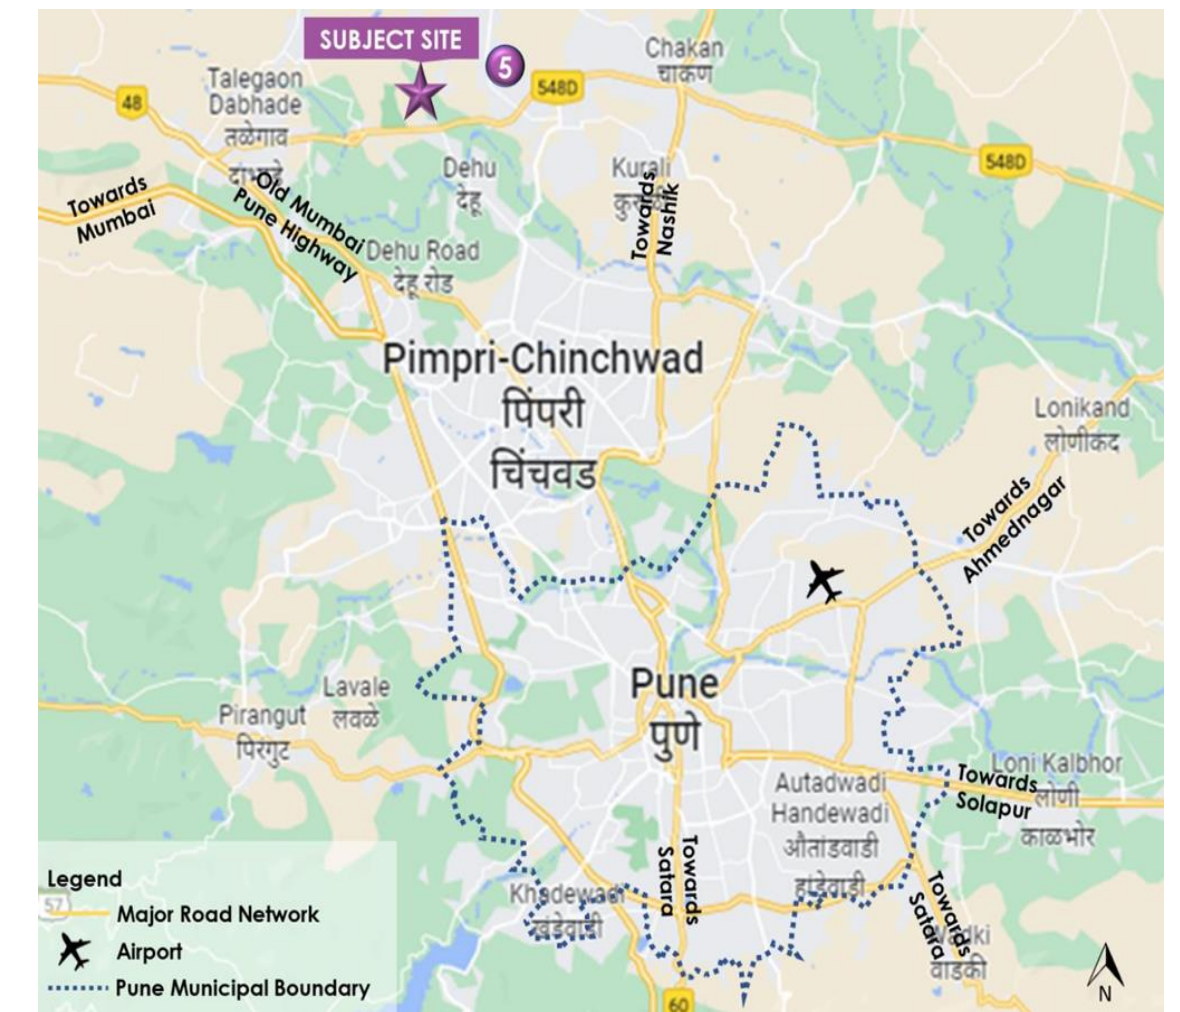 SUBJECT SITE
5
Chakan
चाकण
548D
Talegaon
Dabhade
तळेगाव
दाभाडे
48
548D
Dehu
देहू
Kurali
Towards
Nashik
Towards
Mumbai
Old Mumbai
Pune Highway
Dehu Road
देहू रोड
Pimpri-Chinchwad
पिंपरी
चिंचवड
Lonikand
लोणीकंद
Towards
Ahmednagar
Pune
पुणे
Lavale
लवळे
Pirangut
पिरंगुट
Loni Kalbhor
लोणी
काळभोर
Towards
Solapur
Autadwadi
Handewadi
औतांडवाडी
हांडेवाडी
Towards
Satara
Khadewadi
खंडेवाडी
Towards
Satara
Wadki
वाडकी
Legend
57
Major Road Network
Airport
Pune Municipal Boundary
60
N